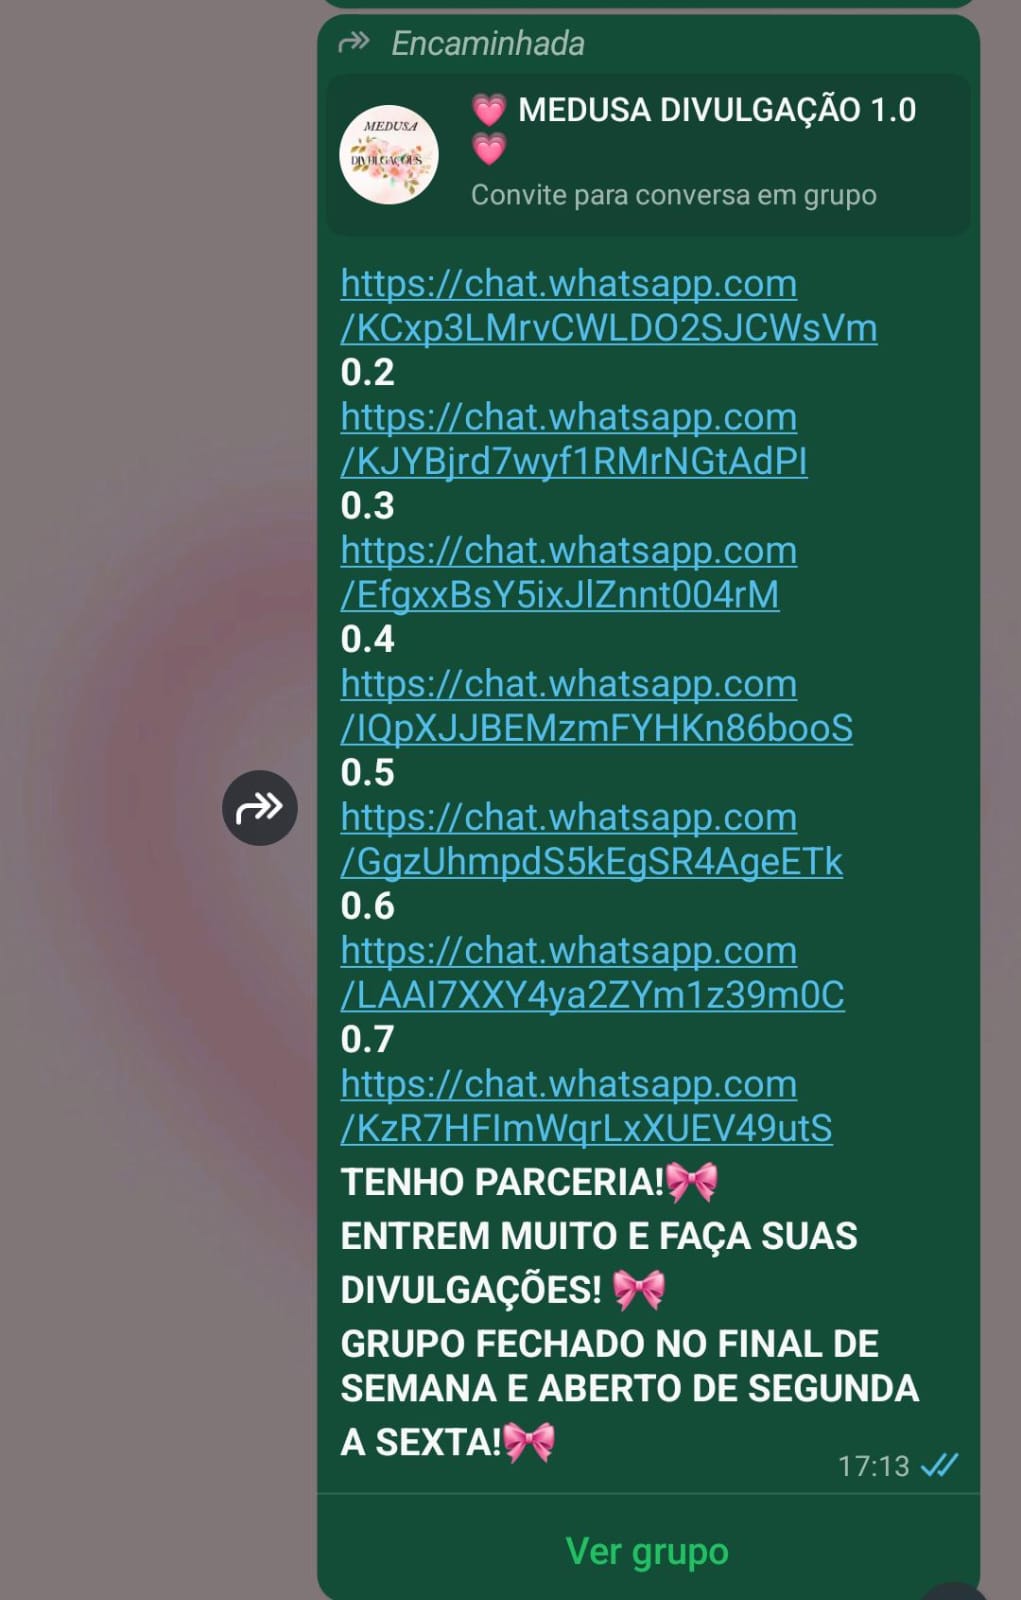 Encaminhada
MEDUSA
DIVULGAÇÕES
💗 MEDUSA DIVULGAÇÃO 1.0
💗
Convite para conversa em grupo
https://chat.whatsapp.com
/KCxp3LMrvCWLDO2SJCWsVm
0.2
https://chat.whatsapp.com
/KJYBjrd7wyf1RMrNGtAdPI
0.3
https://chat.whatsapp.com
/EfgxxBsY5ixJlZnnt004rM
0.4
https://chat.whatsapp.com
/IQpXJJBEMzmFYHKn86booS
0.5
https://chat.whatsapp.com
/GgzUhmpdS5kEgSR4AgeETk
0.6
https://chat.whatsapp.com
/LAAI7XXY4ya2ZYm1z39m0C
0.7
https://chat.whatsapp.com
/KzR7HFImWqrLxXUEV49utS
TENHO PARCERIA!🎀
ENTREM MUITO E FAÇA SUAS
DIVULGAÇÕES! 🎀
GRUPO FECHADO NO FINAL DE
SEMANA E ABERTO DE SEGUNDA
A SEXTA!🎀
17:13
Ver grupo